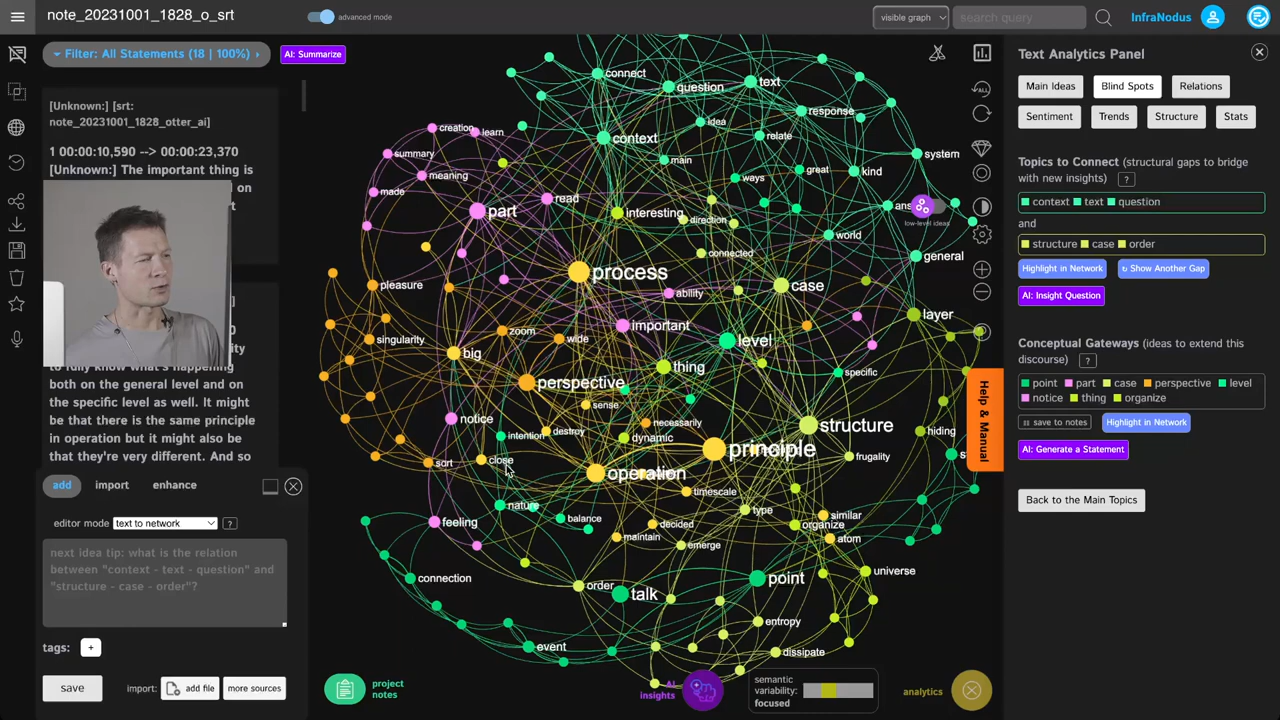 note_20231001_1828_o_srt
advanced mode
visible graph
search query
InfraNodus
Filter: All Statements (18 | 100%)
AI: Summarize
[Unknown:] [srt:
note_20231001_1828_otter_ai]
1 00:00:10,590 --> 00:00:23,370
[Unknown:] The important thing is
to fully know what's happening
both on the general level and on
the specific level as well. It might
be that there is the same principle
in operation but it might also be
that they're very different. And so
add
import
enhance
editor mode
text to network
?
next idea tip: what is the relation
between "context - text - question" and
"structure - case - order"?
tags:
+
save
import:
add file
more sources
connect
question
text
response
idea
relate
context
main
creation
learn
summary
meaning
made
read
part
ways
great
kind
system
interesting
direction
world
low-level ideas
connected
general
process
pleasure
ability
case
singularity
zoom
wide
important
level
layer
big
perspective
thing
specific
sense
notice
intention
destroy
necessarily
dynamic
structure
hiding
sort
close
operation
principle
frugality
timescale
nature
balance
type
similar
organize
feeling
decided
maintain
emerge
atom
connection
order
talk
point
universe
entropy
event
dissipate
project
notes
AI
insights
semantic
variability:
focused
analytics
Help & Manual
Text Analytics Panel
Main Ideas
Blind Spots
Relations
Sentiment
Trends
Structure
Stats
Topics to Connect (structural gaps to bridge
with new insights) ?
context text question
and
structure case order
Highlight in Network
↻ Show Another Gap
AI: Insight Question
Conceptual Gateways (ideas to extend this
discourse) ?
point part case perspective level
notice thing organize
save to notes
Highlight in Network
AI: Generate a Statement
Back to the Main Topics